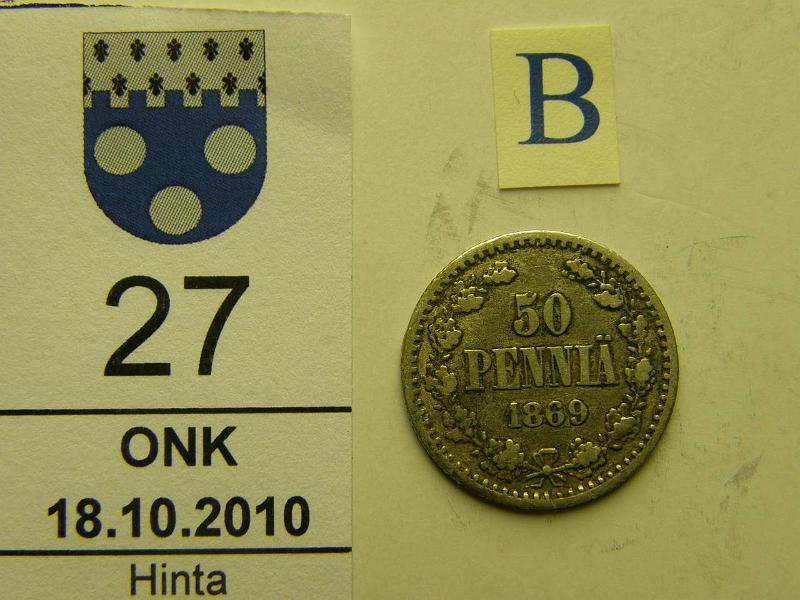 27
ONK
18.10.2010
Hinta
B
50
PENNIÄ
1869